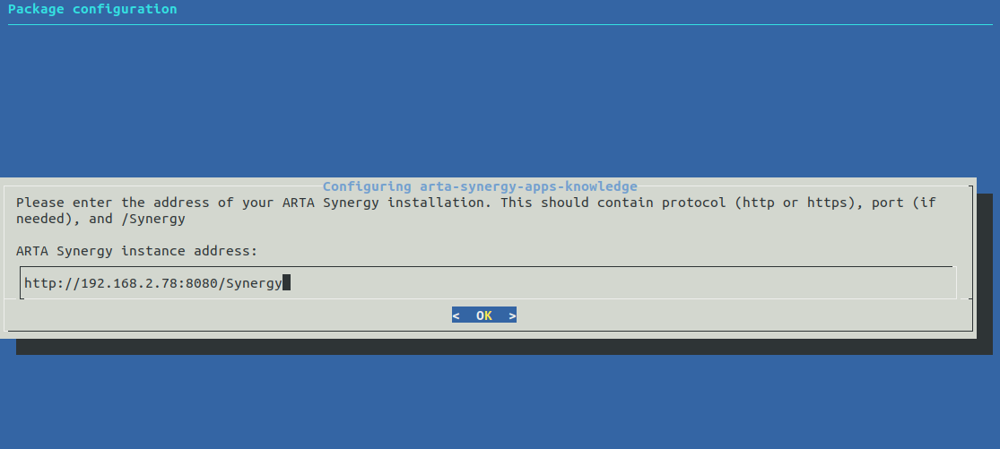 Package configuration
Configuring arta-synergy-apps-knowledge
Please enter the address of your ARTA Synergy installation. This should contain protocol (http or https), port (if
needed), and /Synergy
ARTA Synergy instance address:
http://192.168.2.78:8080/Synergy
< OK >